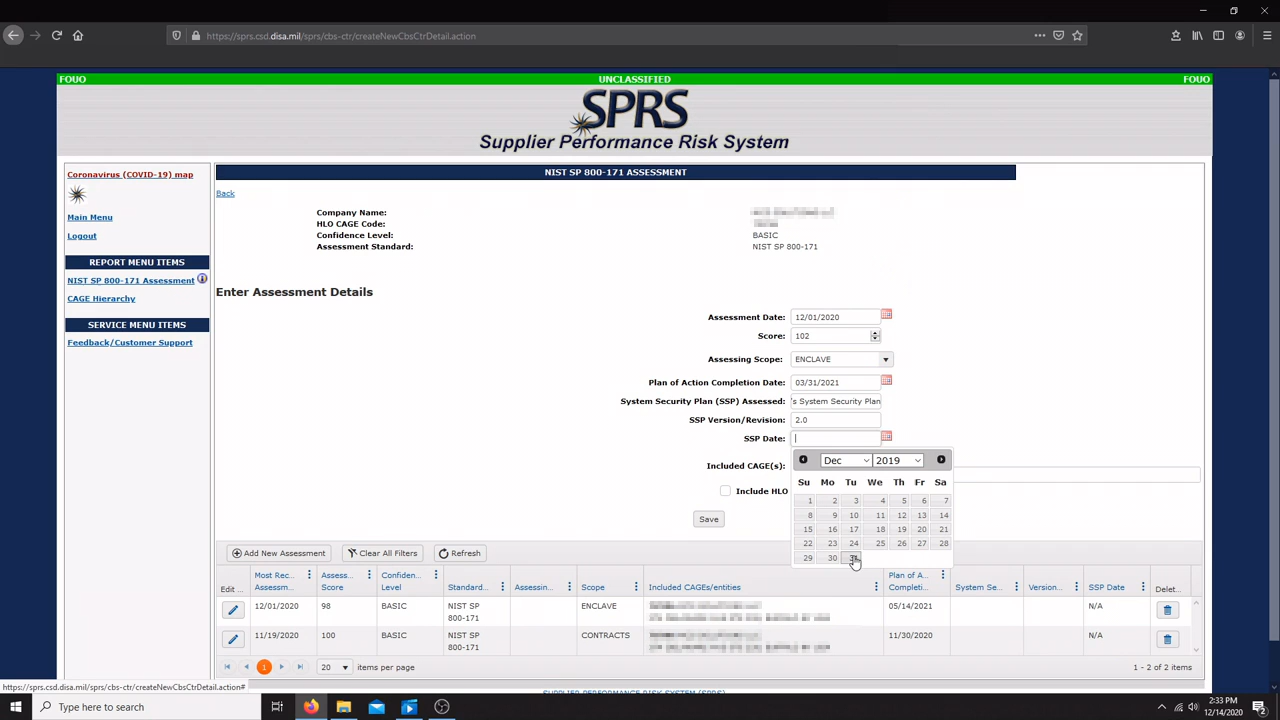 https://sprs.csd.disa.mil/sprs/cbs-ctr/createNewCbsCtrDetail.action
FOUO UNCLASSIFIED FOUO
SPRS
Supplier Performance Risk System
Coronavirus (COVID-19) map
Main Menu
Logout
REPORT MENU ITEMS
NIST SP 800-171 Assessment
CAGE Hierarchy
SERVICE MENU ITEMS
Feedback/Customer Support
NIST SP 800-171 ASSESSMENT
Back
Company Name:
HLO CAGE Code:
Confidence Level: BASIC
Assessment Standard: NIST SP 800-171
Enter Assessment Details
Assessment Date: 12/01/2020
Score: 102
Assessing Scope: ENCLAVE
Plan of Action Completion Date: 03/31/2021
System Security Plan (SSP) Assessed: 's System Security Plan
SSP Version/Revision: 2.0
SSP Date:
Dec 2019
Su Mo Tu We Th Fr Sa
1 2 3 4 5 6 7
8 9 10 11 12 13 14
15 16 17 18 19 20 21
22 23 24 25 26 27 28
29 30 31
Included CAGE(s):
Include HLO
Save
Add New Assessment Clear All Filters Refresh
Edit ... Most Rec... Assessm... Assess... Score Confiden... Level Standard... Assessin... Scope Included CAGEs/entities Plan of A... Completi... System Se... Version... SSP Date Delet...
12/01/2020 98 BASIC NIST SP 800-171 ENCLAVE 05/14/2021 N/A
11/19/2020 100 BASIC NIST SP 800-171 CONTRACTS 11/30/2020 N/A
1 20 items per page 1 - 2 of 2 items
https://sprs.csd.disa.mil/sprs/cbs-ctr/createNewCbsCtrDetail.action#
SUPPLIER PERFORMANCE RISK SYSTEM (SPRS)
Type here to search
2:33 PM
12/14/2020